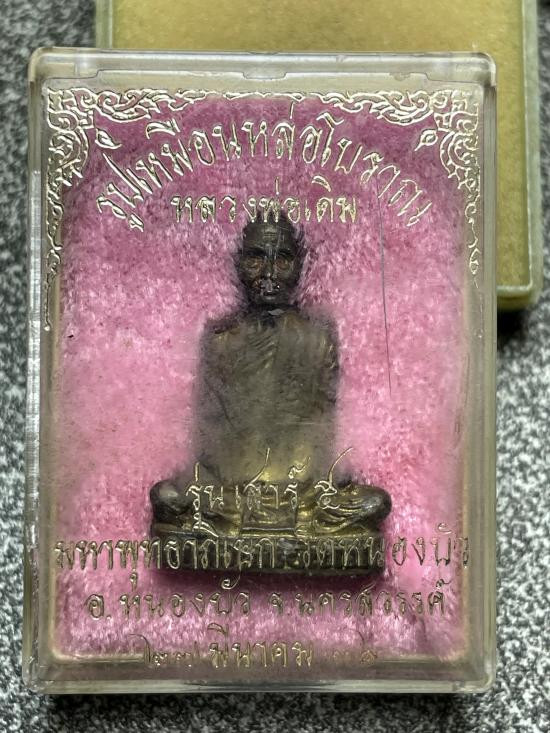 รูปเหมือนหล่อโบราณ
หลวงพ่อเดิม
รุ่น เสาร์ ๕
มหาพุทธาภิเษก วัดหนองบัว
อ. หนองบัว จ. นครสวรรค์
๒๓ มีนาคม